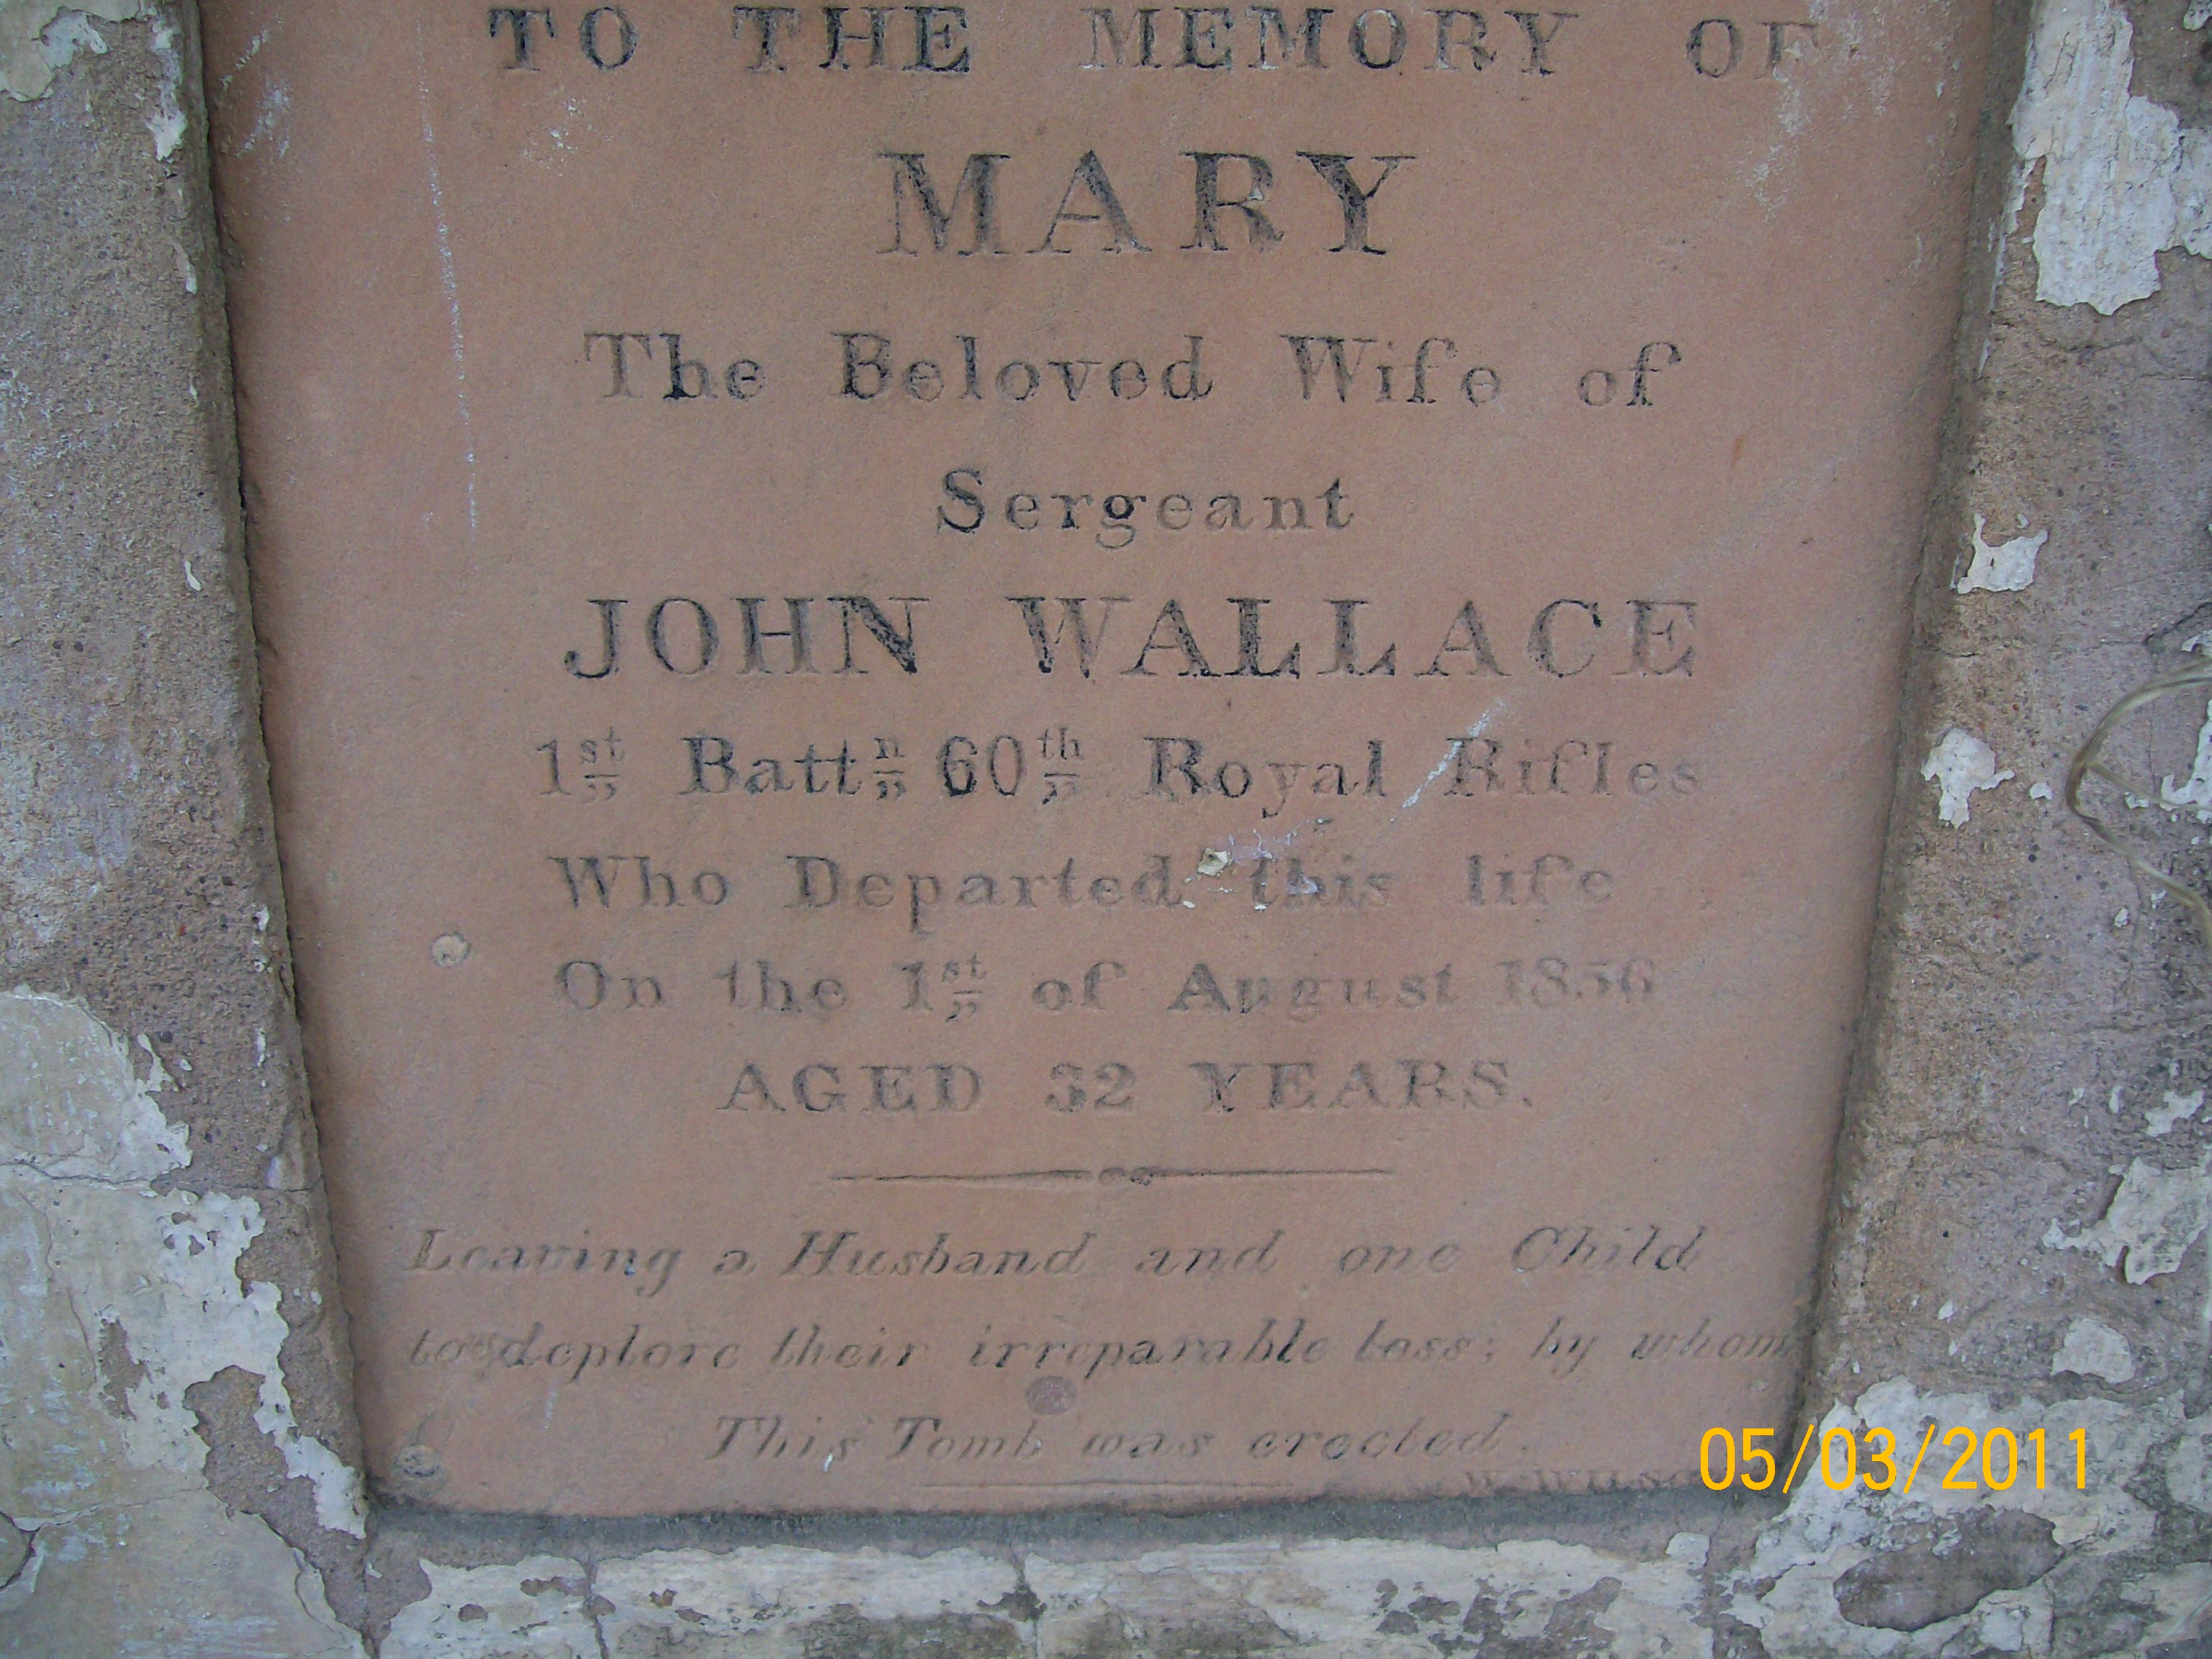 TO THE MEMORY OF
MARY
The Beloved Wife of
Sergeant
JOHN WALLACE
1st Battn 60th Royal Rifles
Who Departed this life
On the 1st of August 1856
AGED 32 YEARS.
Leaving a Husband and one Child
to deplore their irreparable loss; by whom
This Tomb was erected.
05/03/2011